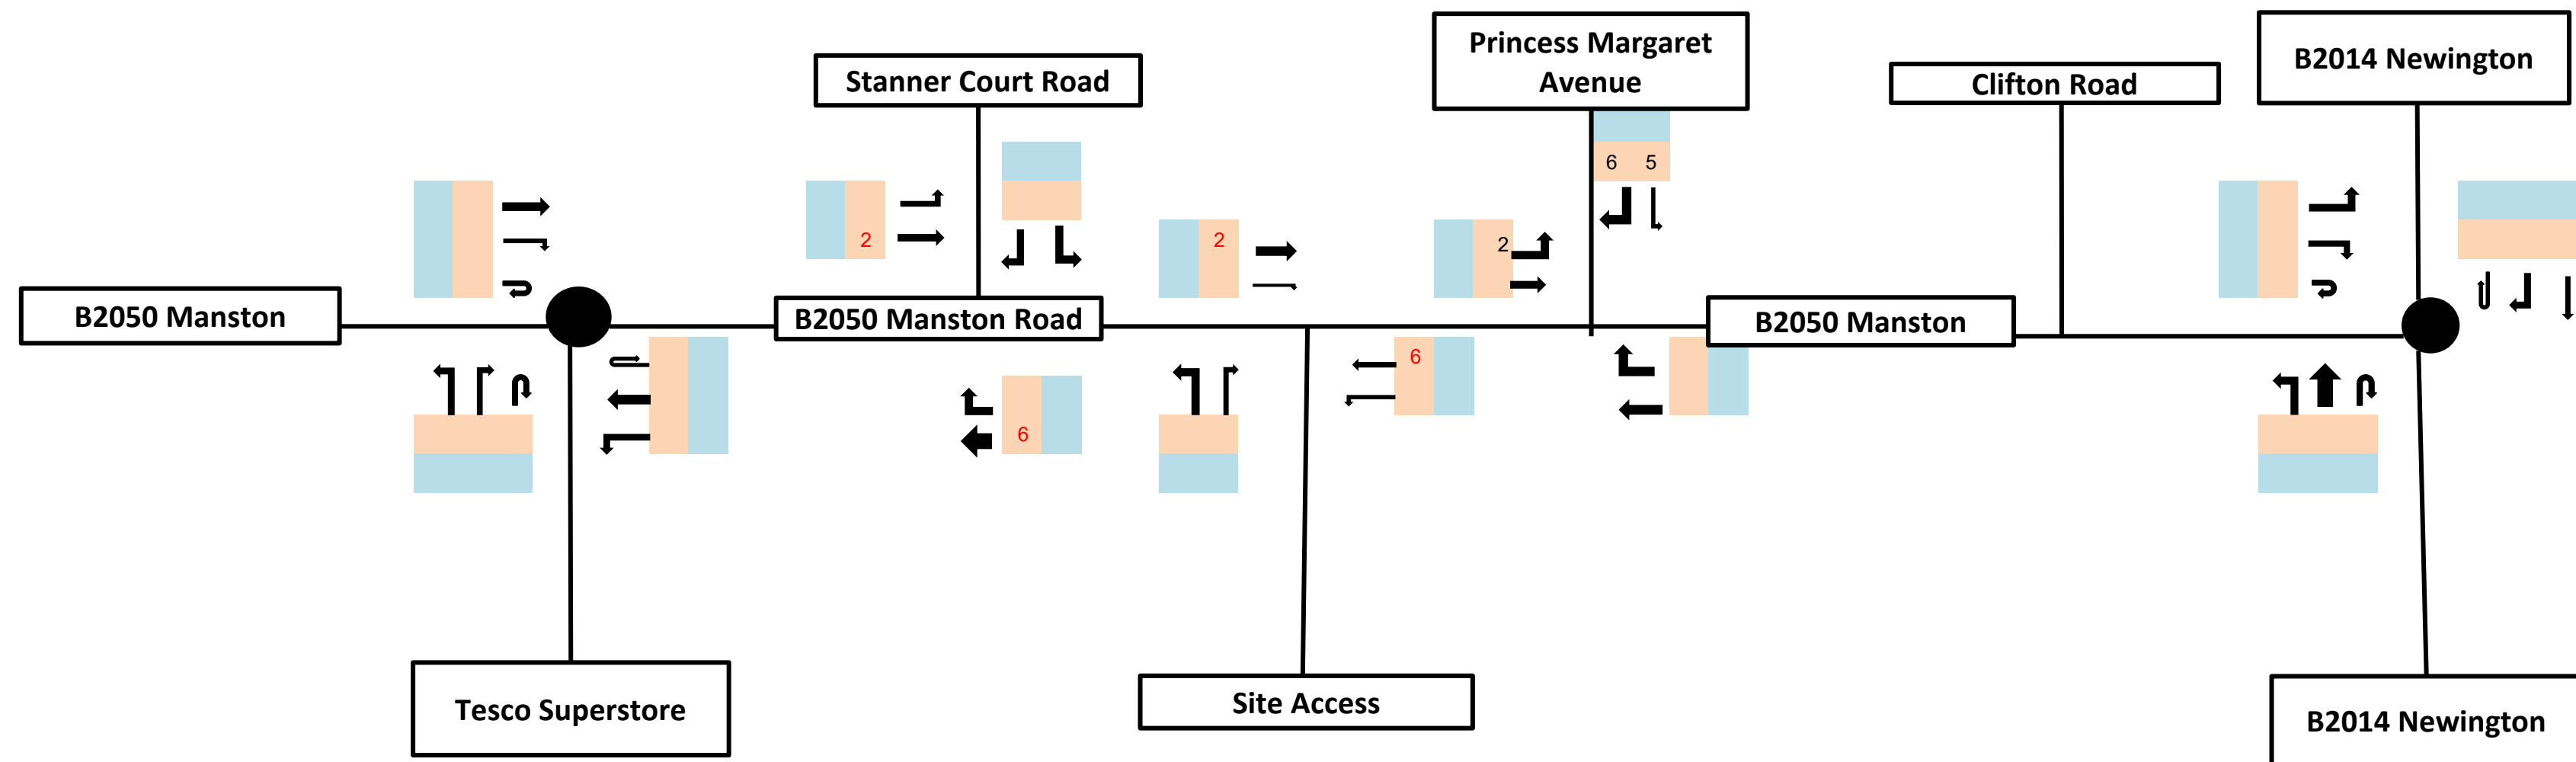 Princess Margaret
Avenue
B2014 Newington
Stanner Court Road
Clifton Road
6 5
2
2
2
B2050 Manston
B2050 Manston Road
B2050 Manston
6
6
Tesco Superstore
Site Access
B2014 Newington